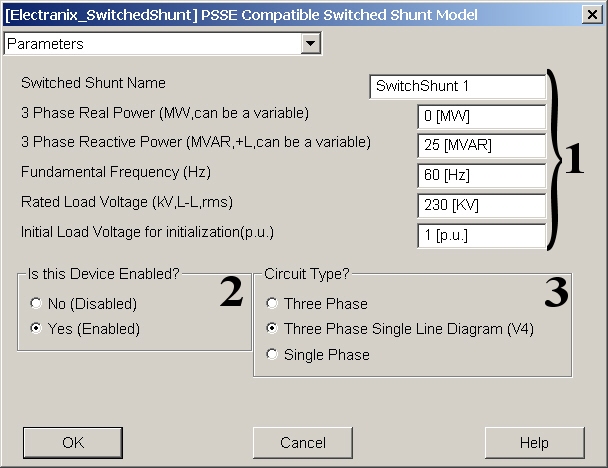 [Electranix_SwitchedShunt] PSSE Compatible Switched Shunt Model
Parameters
Switched Shunt Name SwitchShunt 1
3 Phase Real Power (MW,can be a variable) 0 [MW]
3 Phase Reactive Power (MVAR,+L,can be a variable) 25 [MVAR]
Fundamental Frequency (Hz) 60 [Hz]
Rated Load Voltage (kV,L-L,rms) 230 [KV]
Initial Load Voltage for initialization(p.u.) 1 [p.u.]
1
Is this Device Enabled?
No (Disabled)
Yes (Enabled)
2
Circuit Type?
Three Phase
Three Phase Single Line Diagram (V4)
Single Phase
3
OK Cancel Help